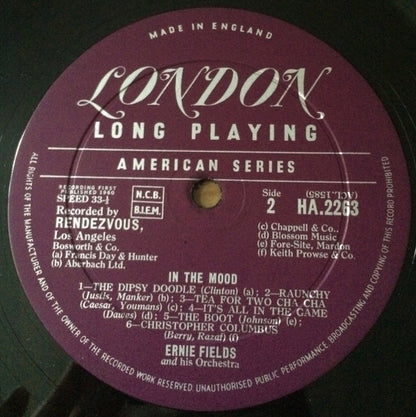 MADE IN ENGLAND
LONDON
LONG PLAYING
AMERICAN SERIES
RECORDING FIRST
PUBLISHED 1960
SPEED 33⅓
Recorded by
RENDEZVOUS,
Los Angeles
Bosworth & Co.
(a) Francis Day & Hunter
(b) Aberbach Ltd.
N.C.B.
B.I.E.M.
Side
2
(ACL.1585)
HA.2263
(c) Chappell & Co.
(d) Blossom Music
(e) Fore-Site, Mardon
(f) Keith Prowse & Co.
IN THE MOOD
1—THE DIPSY DOODLE (Clinton) (a); 2—RAUNCHY
(Justis, Manker) (b); 3—TEA FOR TWO CHA CHA
(Caesar, Youmans) (c); 4—IT'S ALL IN THE GAME
(Dawes) (d); 5—THE BOOT (Johnson) (e);
6—CHRISTOPHER COLUMBUS
(Berry, Razaf) (f)
ERNIE FIELDS
and his Orchestra
ALL RIGHTS OF THE MANUFACTURER AND OF THE OWNER OF THE RECORDED WORK RESERVED. UNAUTHORISED PUBLIC PERFORMANCE BROADCASTING AND COPYING OF THIS RECORD PROHIBITED